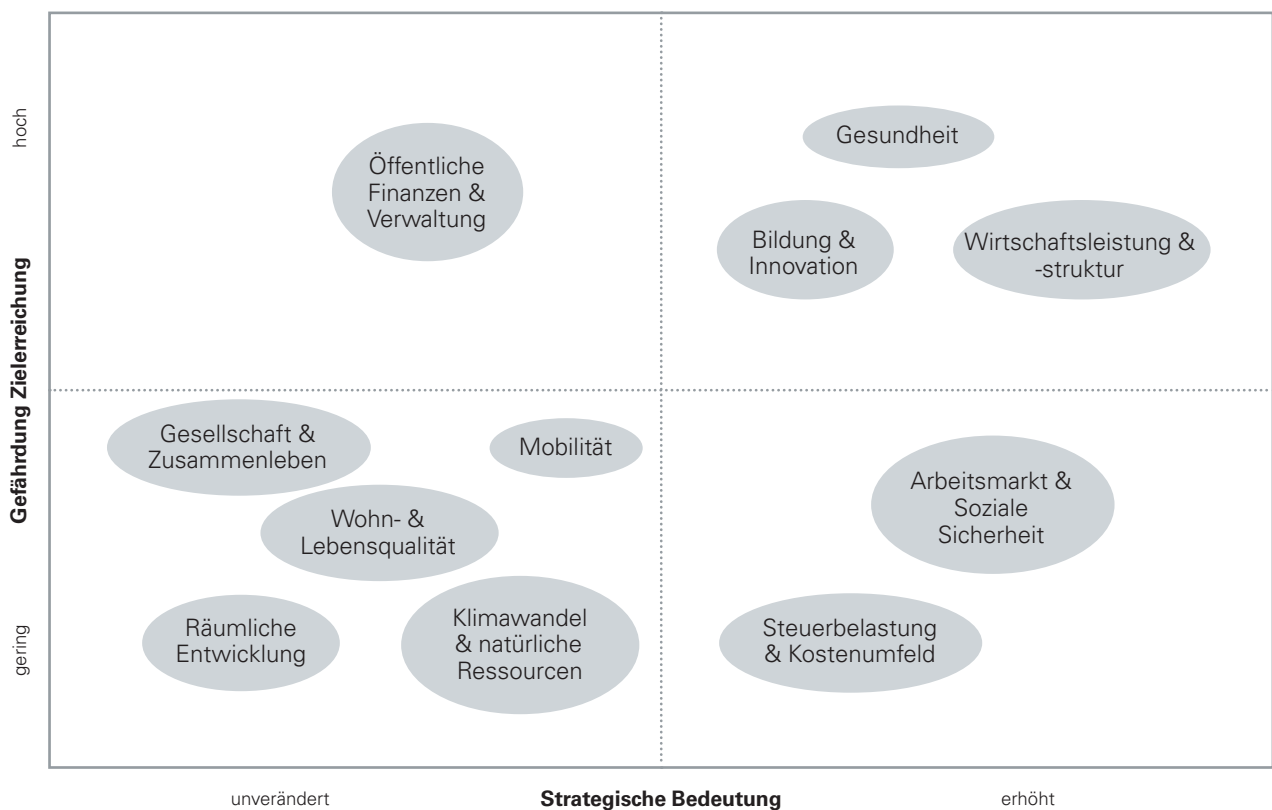 hoch
Gefährdung Zielerreichung
gering
Öffentliche
Finanzen &
Verwaltung
Gesundheit
Bildung &
Innovation
Wirtschaftsleistung &
-struktur
Gesellschaft &
Zusammenleben
Mobilität
Wohn- &
Lebensqualität
Räumliche
Entwicklung
Klimawandel
& natürliche
Ressourcen
Arbeitsmarkt &
Soziale
Sicherheit
Steuerbelastung
& Kostenumfeld
unverändert
Strategische Bedeutung
erhöht